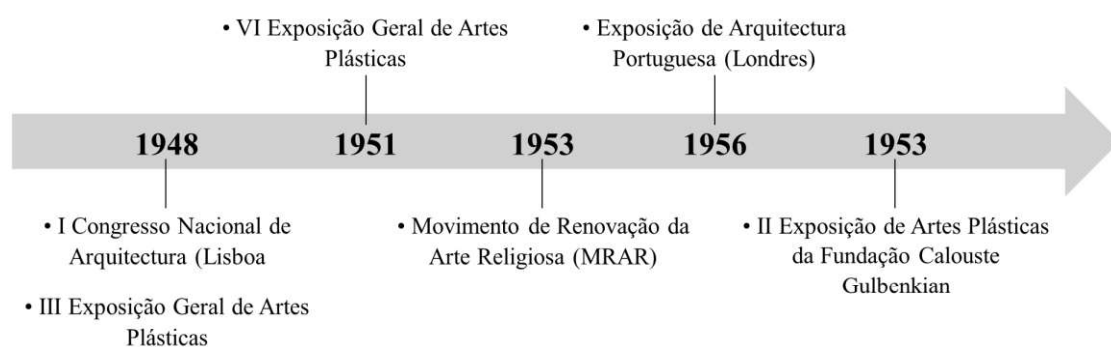 • VI Exposição Geral de Artes
Plásticas
• Exposição de Arquitectura
Portuguesa (Londres)
1948
1951
1953
1956
1953
• I Congresso Nacional de
Arquitectura (Lisboa
• III Exposição Geral de Artes
Plásticas
• Movimento de Renovação da
Arte Religiosa (MRAR)
• II Exposição de Artes Plásticas
da Fundação Calouste
Gulbenkian